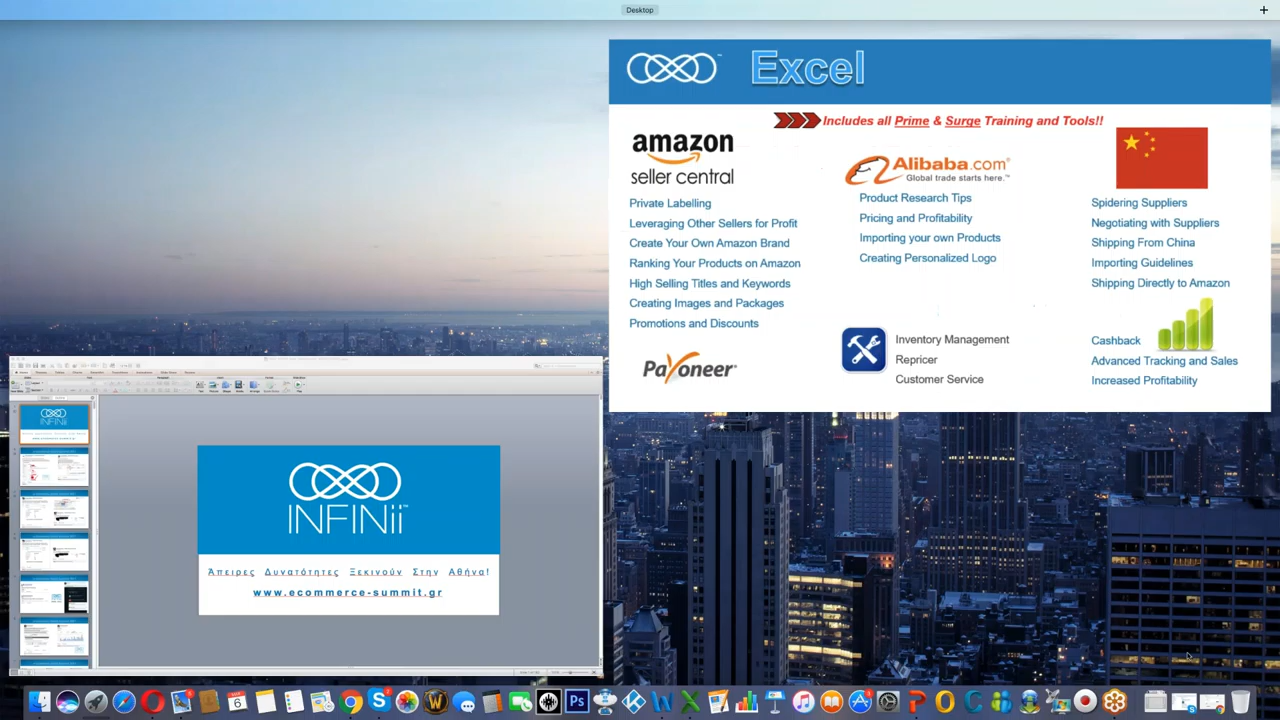 Desktop
Excel
Includes all Prime & Surge Training and Tools!!
amazon
seller central
Private Labelling
Leveraging Other Sellers for Profit
Create Your Own Amazon Brand
Ranking Your Products on Amazon
High Selling Titles and Keywords
Creating Images and Packages
Promotions and Discounts
Payoneer
Alibaba.com
Global trade starts here.™
Product Research Tips
Pricing and Profitability
Importing your own Products
Creating Personalized Logo
Inventory Management
Repricer
Customer Service
Spidering Suppliers
Negotiating with Suppliers
Shipping From China
Importing Guidelines
Shipping Directly to Amazon
Cashback
Advanced Tracking and Sales
Increased Profitability
INFINii™
Άπειρες Δυνατότητες Ξεκινούν Στην Αθήνα!
www.ecommerce-summit.gr